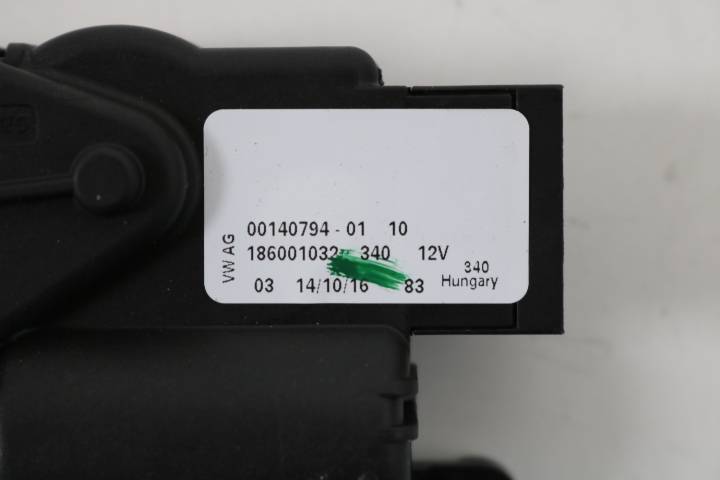 VW AG
00140794 - 01 10
186001032 340 12V
03 14/10/16 83
340
Hungary